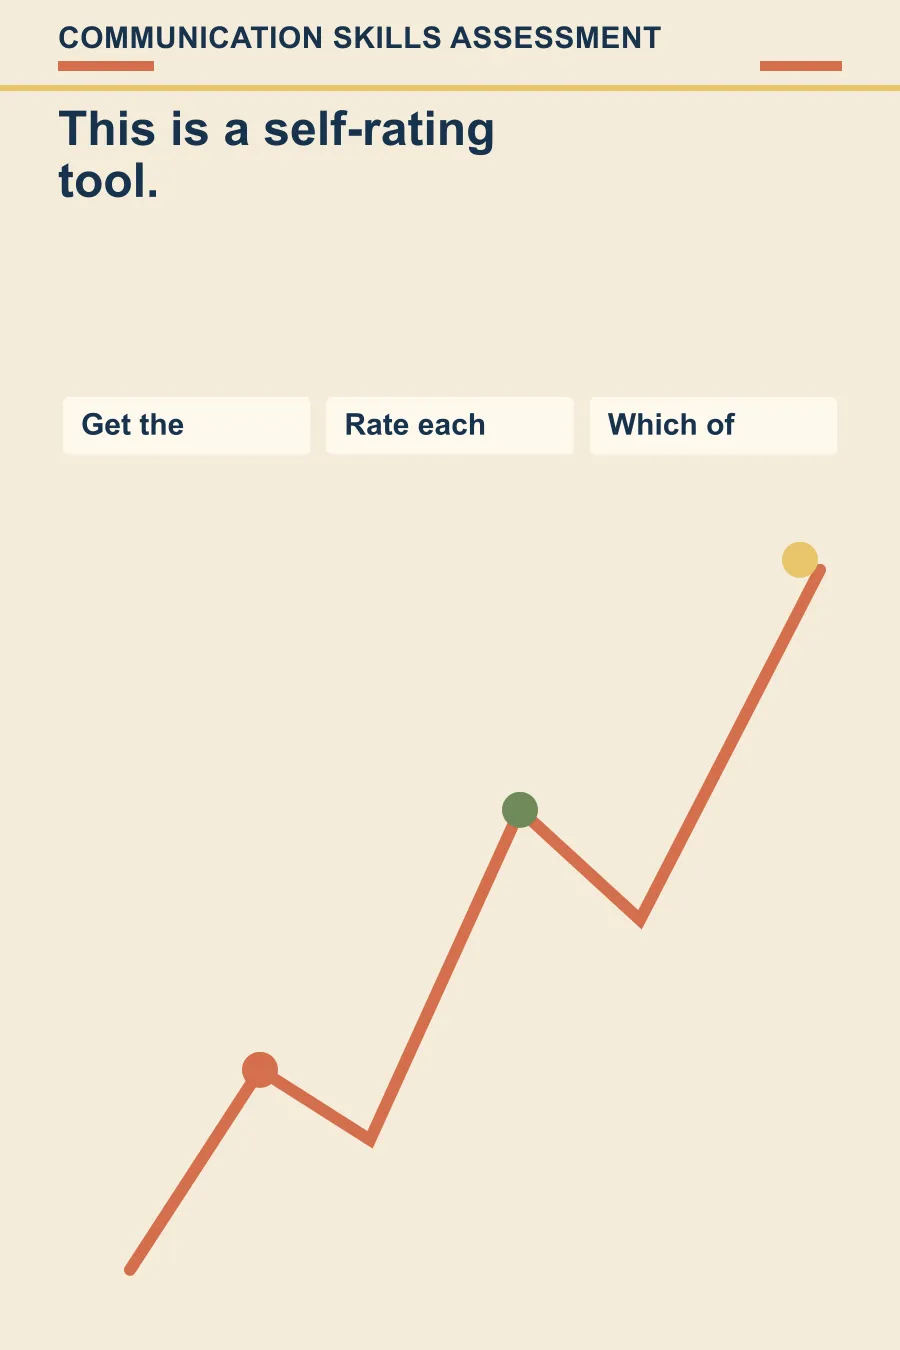 COMMUNICATION SKILLS ASSESSMENT
This is a self-rating
tool.
Get the
Rate each
Which of